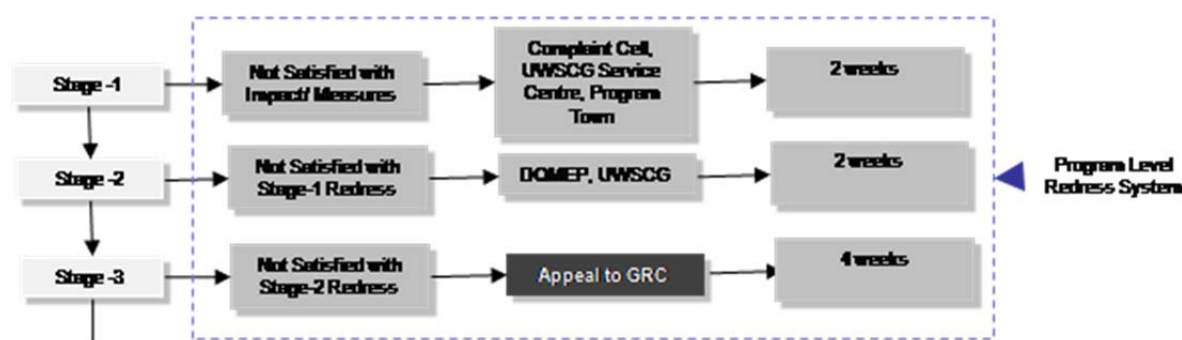 Stage -1
Not Satisfied with
Impact/ Measures
Complaint Cell,
UWSCG Service
Centre, Program
Town
2 weeks
Stage -2
Not Satisfied with
Stage-1 Redress
DOMEP, UWSCG
2 weeks
Program Level
Redress System
Stage -3
Not Satisfied with
Stage-2 Redress
Appeal to GRC
4 weeks